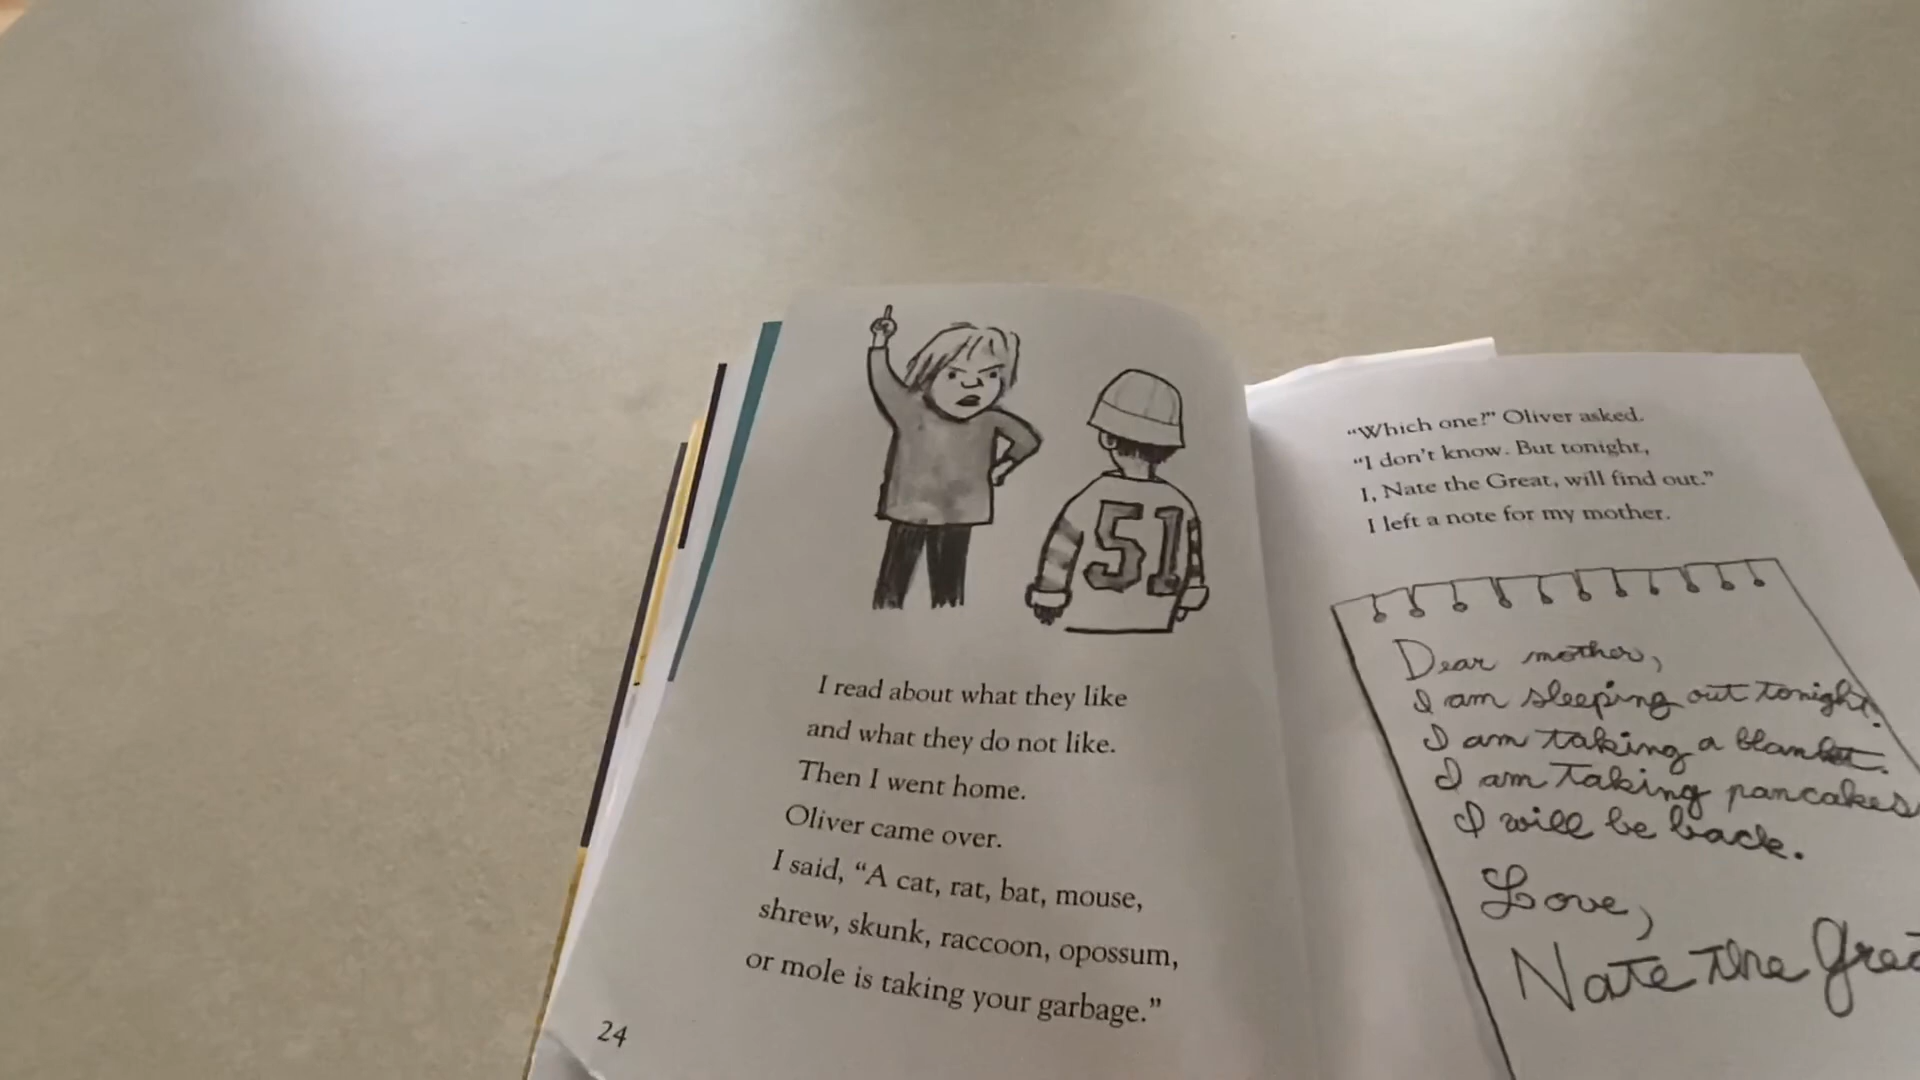 51
I read about what they like
and what they do not like.
Then I went home.
Oliver came over.
I said, “A cat, rat, bat, mouse,
shrew, skunk, raccoon, opossum,
or mole is taking your garbage.”
24
“Which one?” Oliver asked.
“I don't know. But tonight,
I, Nate the Great, will find out.”
I left a note for my mother.
Dear mother,
I am sleeping out tonight.
I am taking a blanket.
I am taking pancakes
I will be back.
Love,
Nate the